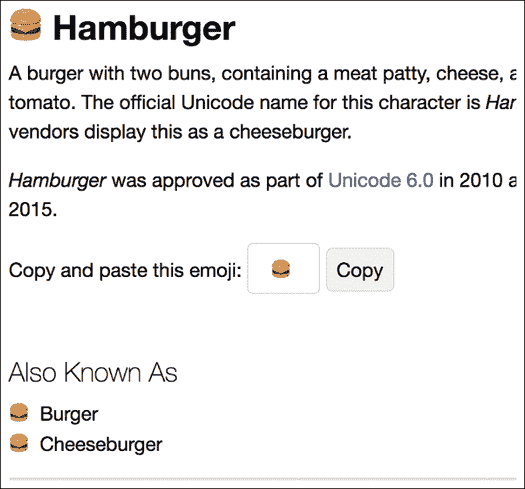 🍔 Hamburger
A burger with two buns, containing a meat patty, cheese,
tomato. The official Unicode name for this character is
vendors display this as a cheeseburger.
Hamburger was approved as part of Unicode 6.0 in 2010
2015.
Copy and paste this emoji: 🍔 Copy
Also Known As
🍔 Burger
🍔 Cheeseburger